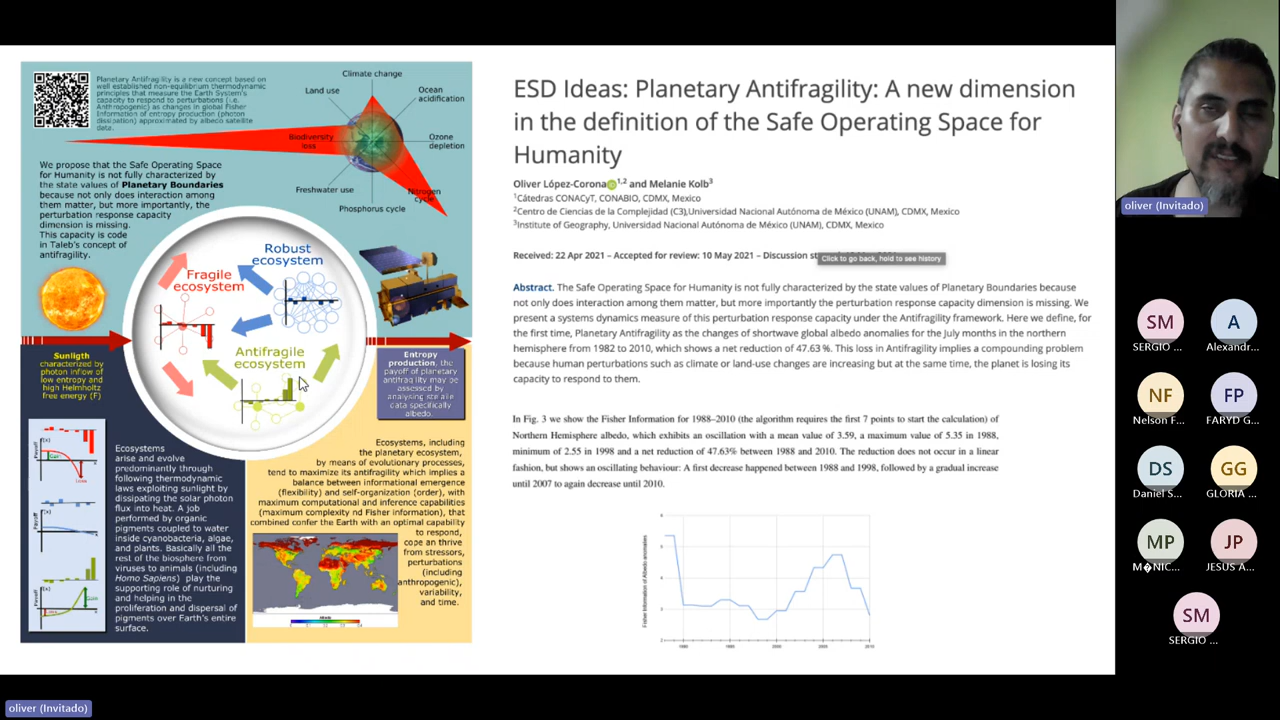 Planetary Antifragility is a new concept based on
well established non-equilibrium thermodynamic
principles that measure the Earth System's
capacity to respond to perturbations (i.e.
Anthropogenic) as changes in global Fisher
Information of entropy production (photon
dissipation) approximated by albedo satellite
data.
Climate change
Land use
Ocean
acidification
Biodiversity
loss
Ozone
depletion
Freshwater use
Nitrogen
cycle
Phosphorus cycle
We propose that the Safe Operating Space
for Humanity is not fully characterized by
the state values of Planetary Boundaries
because not only does interaction among
them matter, but more importantly, the
perturbation response capacity
dimension is missing.
This capacity is code
in Taleb's concept of
antifragility.
Robust
ecosystem
Fragile
ecosystem
Antifragile
ecosystem
Sunligth
characterized by
photon inflow of
low entropy and
high Helmholtz
free energy (F)
Entropy
production, the
payoff of planetary
antifragility may be
assessed by
analysing
data specifically
albedo
Ecosystems
arise and evolve
predominantly through
following thermodynamic
laws exploiting sunlight by
dissipating the solar photon
flux into heat. A job
performed by organic
pigments coupled to water
inside cyanobacteria, algae,
and plants. Basically all the
rest of the biosphere from
viruses to animals (including
Homo Sapiens) play the
supporting role of nurturing
and helping in the
proliferation and dispersal of
pigments over Earth's entire
surface.
Ecosystems, including
the planetary ecosystem,
by means of evolutionary processes,
tend to maximize its antifragility which implies a
balance between informational emergence
(flexibility) and self-organization (order), with
maximum computational and inference capabilities
(maximum complexity nd Fisher information), that
combined confer the Earth with an optimal capability
to respond,
cope an thrive
from stressors,
perturbations
(including
anthropogenic),
variability,
and time.
Payoff
f(x)
Payoff
f(x)
Payoff
f(x)
Gain
Albedo
ESD Ideas: Planetary Antifragility: A new dimension
in the definition of the Safe Operating Space for
Humanity
Oliver López-Corona 1,2 and Melanie Kolb3
1Cátedras CONACyT, CONABIO, CDMX, Mexico
2Centro de Ciencias de la Complejidad (C3),Universidad Nacional Autónoma de México (UNAM), CDMX, Mexico
3Institute of Geography, Universidad Nacional Autónoma de México (UNAM), CDMX, Mexico
Received: 22 Apr 2021 – Accepted for review: 10 May 2021 – Discussion st
Click to go back, hold to see history
Abstract. The Safe Operating Space for Humanity is not fully characterized by the state values of Planetary Boundaries because
not only does interaction among them matter, but more importantly the perturbation response capacity dimension is missing. We
present a systems dynamics measure of this perturbation response capacity under the Antifragility framework. Here we define, for
the first time, Planetary Antifragility as the changes of shortwave global albedo anomalies for the July months in the northern
hemisphere from 1982 to 2010, which shows a net reduction of 47.63 %. This loss in Antifragility implies a compounding problem
because human perturbations such as climate or land-use changes are increasing but at the same time, the planet is losing its
capacity to respond to them.
In Fig. 3 we show the Fisher Information for 1988–2010 (the algorithm requires the first 7 points to start the calculation) of
Northern Hemisphere albedo, which exhibits an oscillation with a mean value of 3.59, a maximum value of 5.35 in 1988,
minimum of 2.55 in 1998 and a net reduction of 47.63% between 1988 and 2010. The reduction does not occur in a linear
fashion, but shows an oscillating behaviour: A first decrease happened between 1988 and 1998, followed by a gradual increase
until 2007 to again decrease until 2010.
Fisher Information of Albedo anomalies
1990
1995
2000
2005
2010
oliver (Invitado)
SM
SERGIO ...
A
Alexandr...
NF
Nelson F...
FP
FARYD G...
DS
Daniel S...
GG
GLORIA ...
MP
M�NIC...
JP
JESUS A...
SM
SERGIO ...
oliver (Invitado)